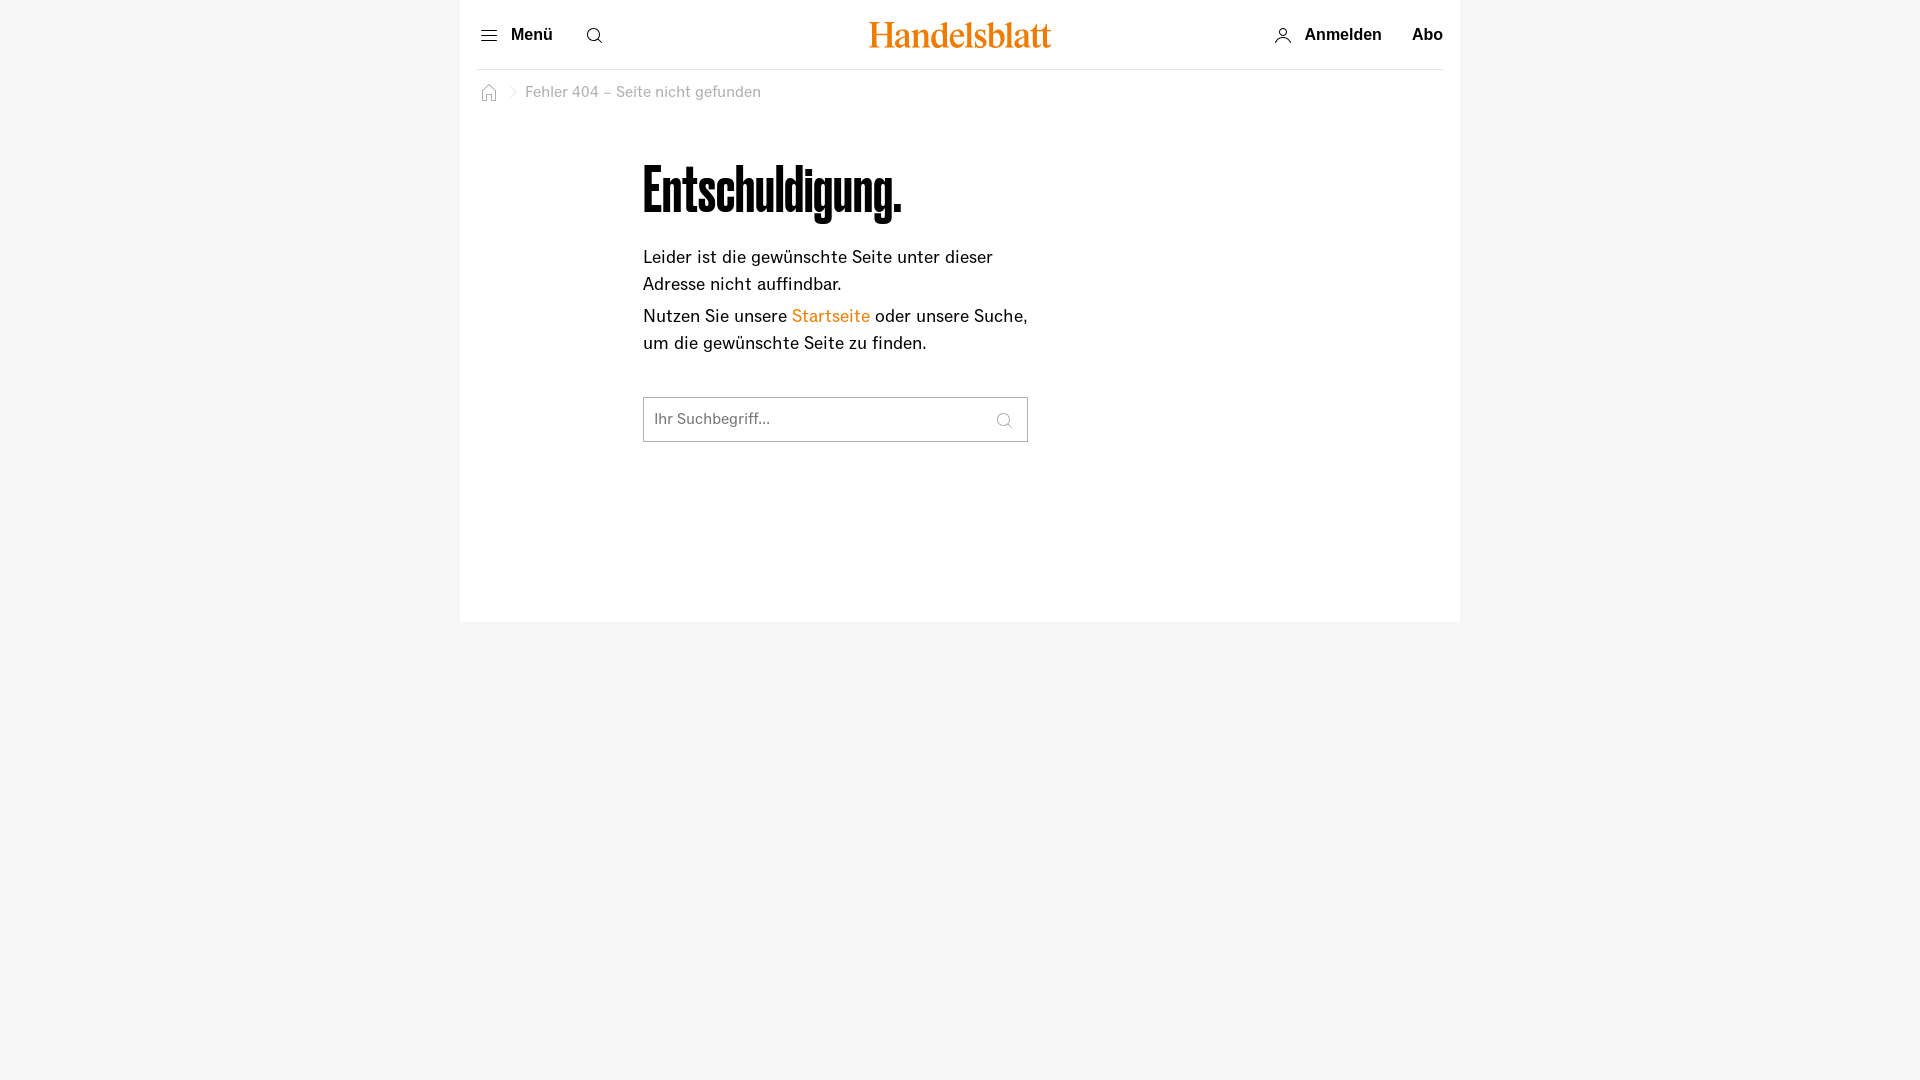 Menü
Handelsblatt
Anmelden
Abo
Fehler 404 – Seite nicht gefunden
Entschuldigung.
Leider ist die gewünschte Seite unter dieser
Adresse nicht auffindbar.
Nutzen Sie unsere Startseite oder unsere Suche,
um die gewünschte Seite zu finden.
Ihr Suchbegriff...